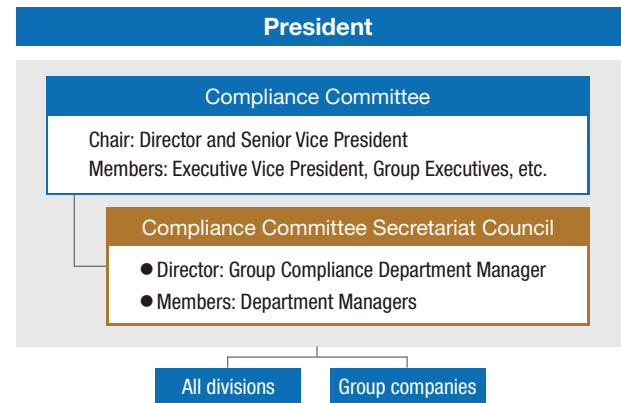 President
Compliance Committee
Chair: Director and Senior Vice President
Members: Executive Vice President, Group Executives, etc.
Compliance Committee Secretariat Council
● Director: Group Compliance Department Manager
● Members: Department Managers
All divisions
Group companies